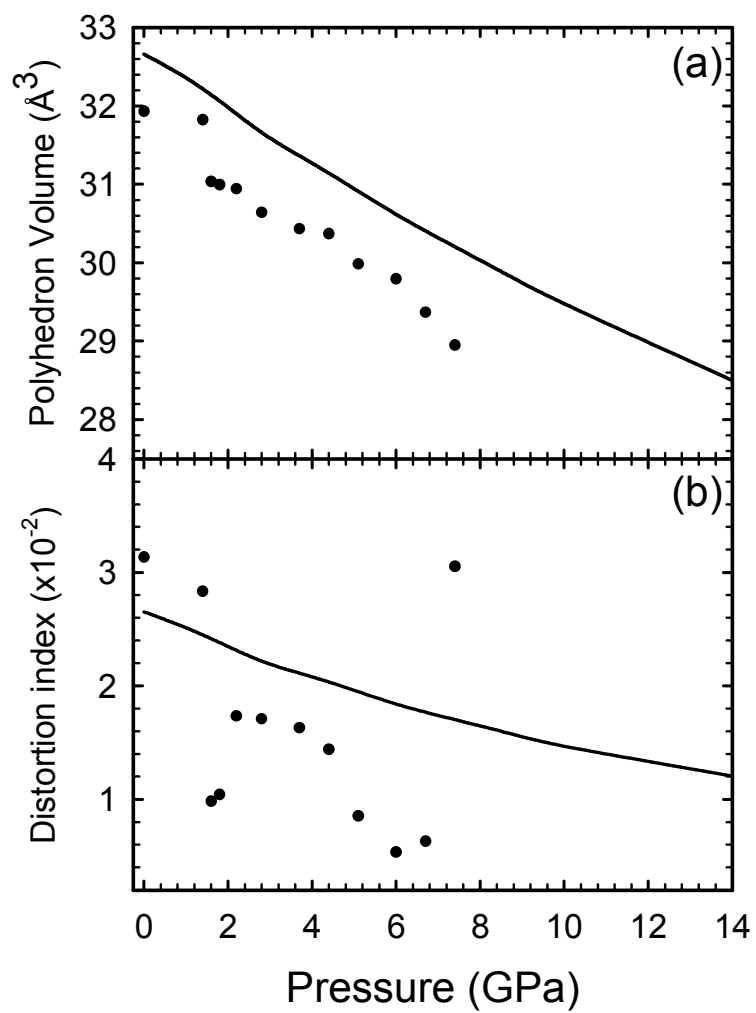 33
(a)
32
31
30
29
28
Polyhedron Volume (Å³)
4
(b)
3
2
1
Distortion index (x10⁻²)
0 2 4 6 8 10 12 14
Pressure (GPa)